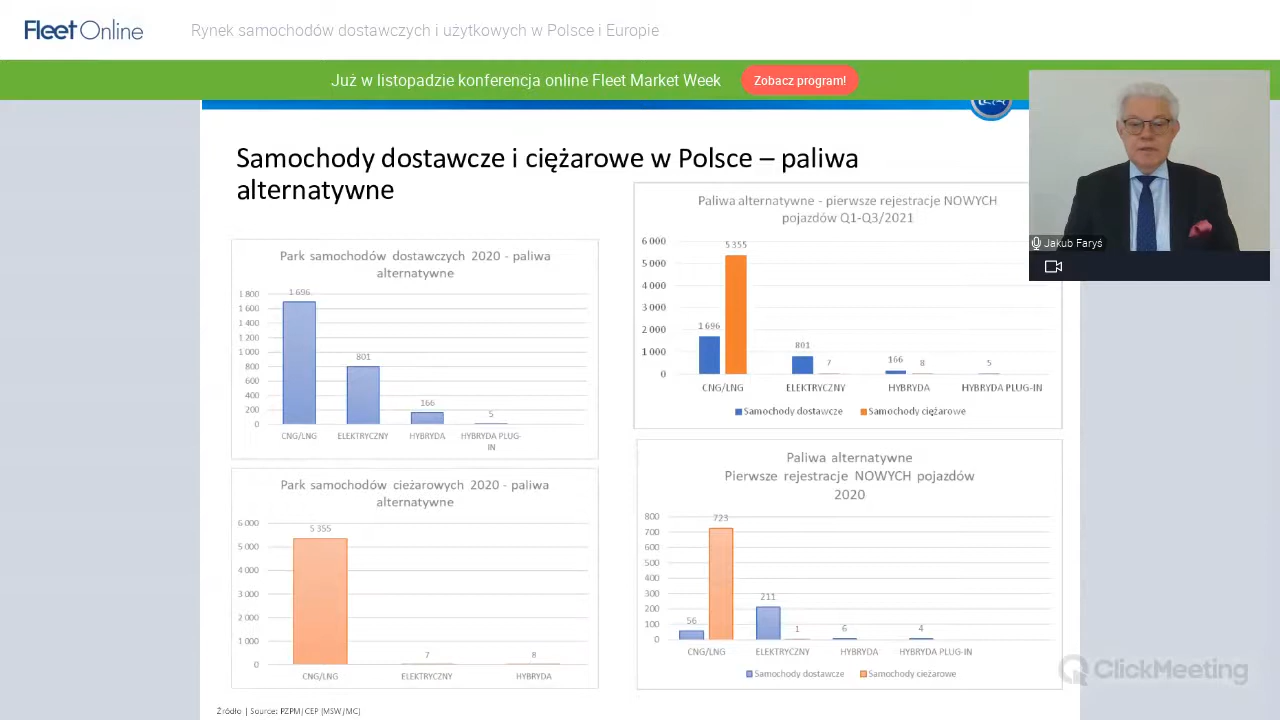 Fleet Online
Rynek samochodów dostawczych i użytkowych w Polsce i Europie
Już w listopadzie konferencja online Fleet Market Week
Zobacz program!
Jakub Faryś
Samochody dostawcze i ciężarowe w Polsce – paliwa
alternatywne
Park samochodów dostawczych 2020 - paliwa
alternatywne
1 800
1 600
1 400
1 200
1 000
800
600
400
200
0
1 696
801
166
5
CNG/LNG
ELEKTRYCZNY
HYBRYDA
HYBRYDA PLUG-
IN
Paliwa alternatywne - pierwsze rejestracje NOWYCH
pojazdów Q1-Q3/2021
6 000
5 000
4 000
3 000
2 000
1 000
0
1 696
5 355
801
7
166
8
5
CNG/LNG
ELEKTRYCZNY
HYBRYDA
HYBRYDA PLUG-IN
Samochody dostawcze
Samochody ciężarowe
Park samochodów cieżarowych 2020 - paliwa
alternatywne
6 000
5 000
4 000
3 000
2 000
1 000
0
5 355
7
8
CNG/LNG
ELEKTRYCZNY
HYBRYDA
Paliwa alternatywne
Pierwsze rejestracje NOWYCH pojazdów
2020
800
700
600
500
400
300
200
100
0
56
723
211
1
6
4
CNG/LNG
ELEKTRYCZNY
HYBRYDA
HYBRYDA PLUG-IN
Samochody dostawcze
Samochody cieżarowe
Źródło | Source: PZPM/CEP (MSW/MC)
ClickMeeting